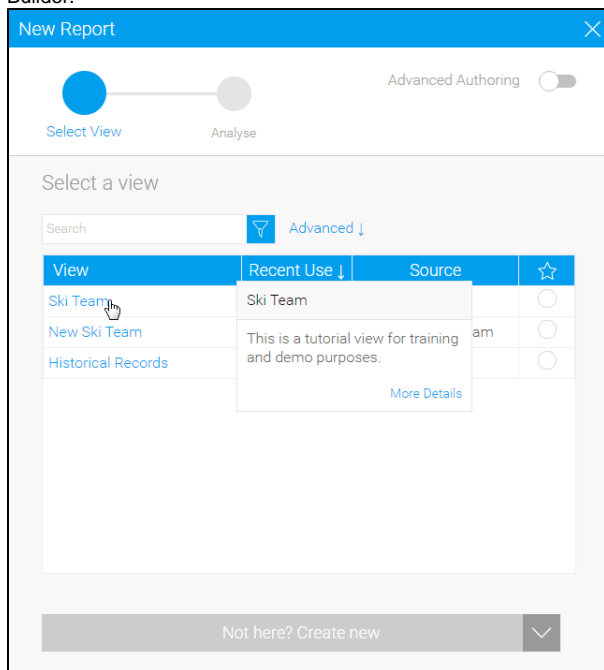 Builder.
New Report
Advanced Authoring
Select View
Analyse
Select a view
Search
Advanced ↓
View Recent Use ↓ Source
Ski Team
Ski Team
New Ski Team
This is a tutorial view for training
am
and demo purposes.
Historical Records
More Details
Not here? Create new